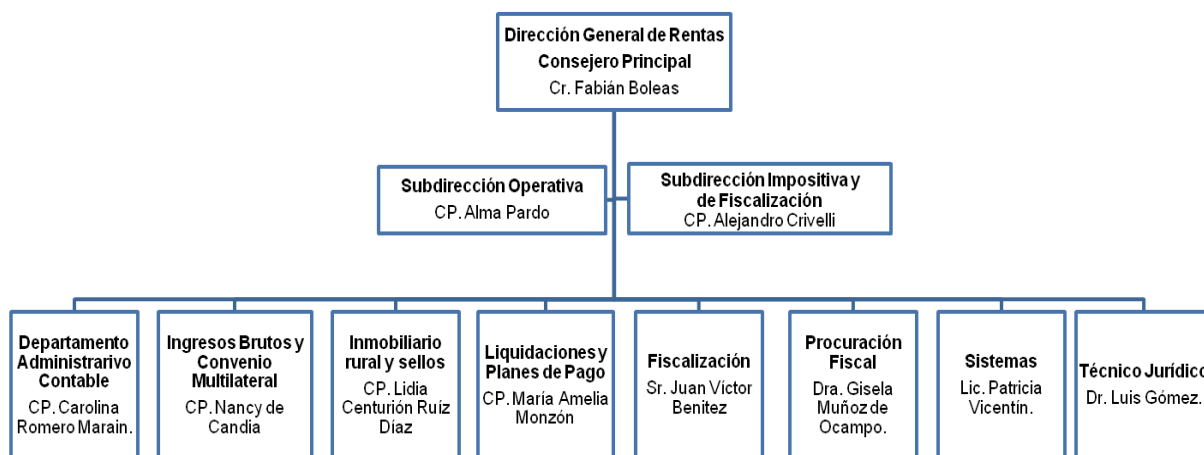 Dirección General de Rentas
Consejero Principal
Cr. Fabián Boleas
Subdirección Operativa
CP. Alma Pardo
Subdirección Impositiva y
de Fiscalización
CP. Alejandro Crivelli
Departamento
Administrarivo
Contable
CP. Carolina
Romero Marain.
Ingresos Brutos y
Convenio
Multilateral
CP. Nancy de
Candia
Inmobiliario
rural y sellos
CP. Lidia
Centurión Ruíz
Díaz
Liquidaciones y
Planes de Pago
CP. María Amelia
Monzón
Fiscalización
Sr. Juan Víctor
Benitez
Procuración
Fiscal
Dra. Gisela
Muñoz de
Ocampo.
Sistemas
Lic. Patricia
Vicentín.
Técnico Jurídico
Dr. Luis Gómez.